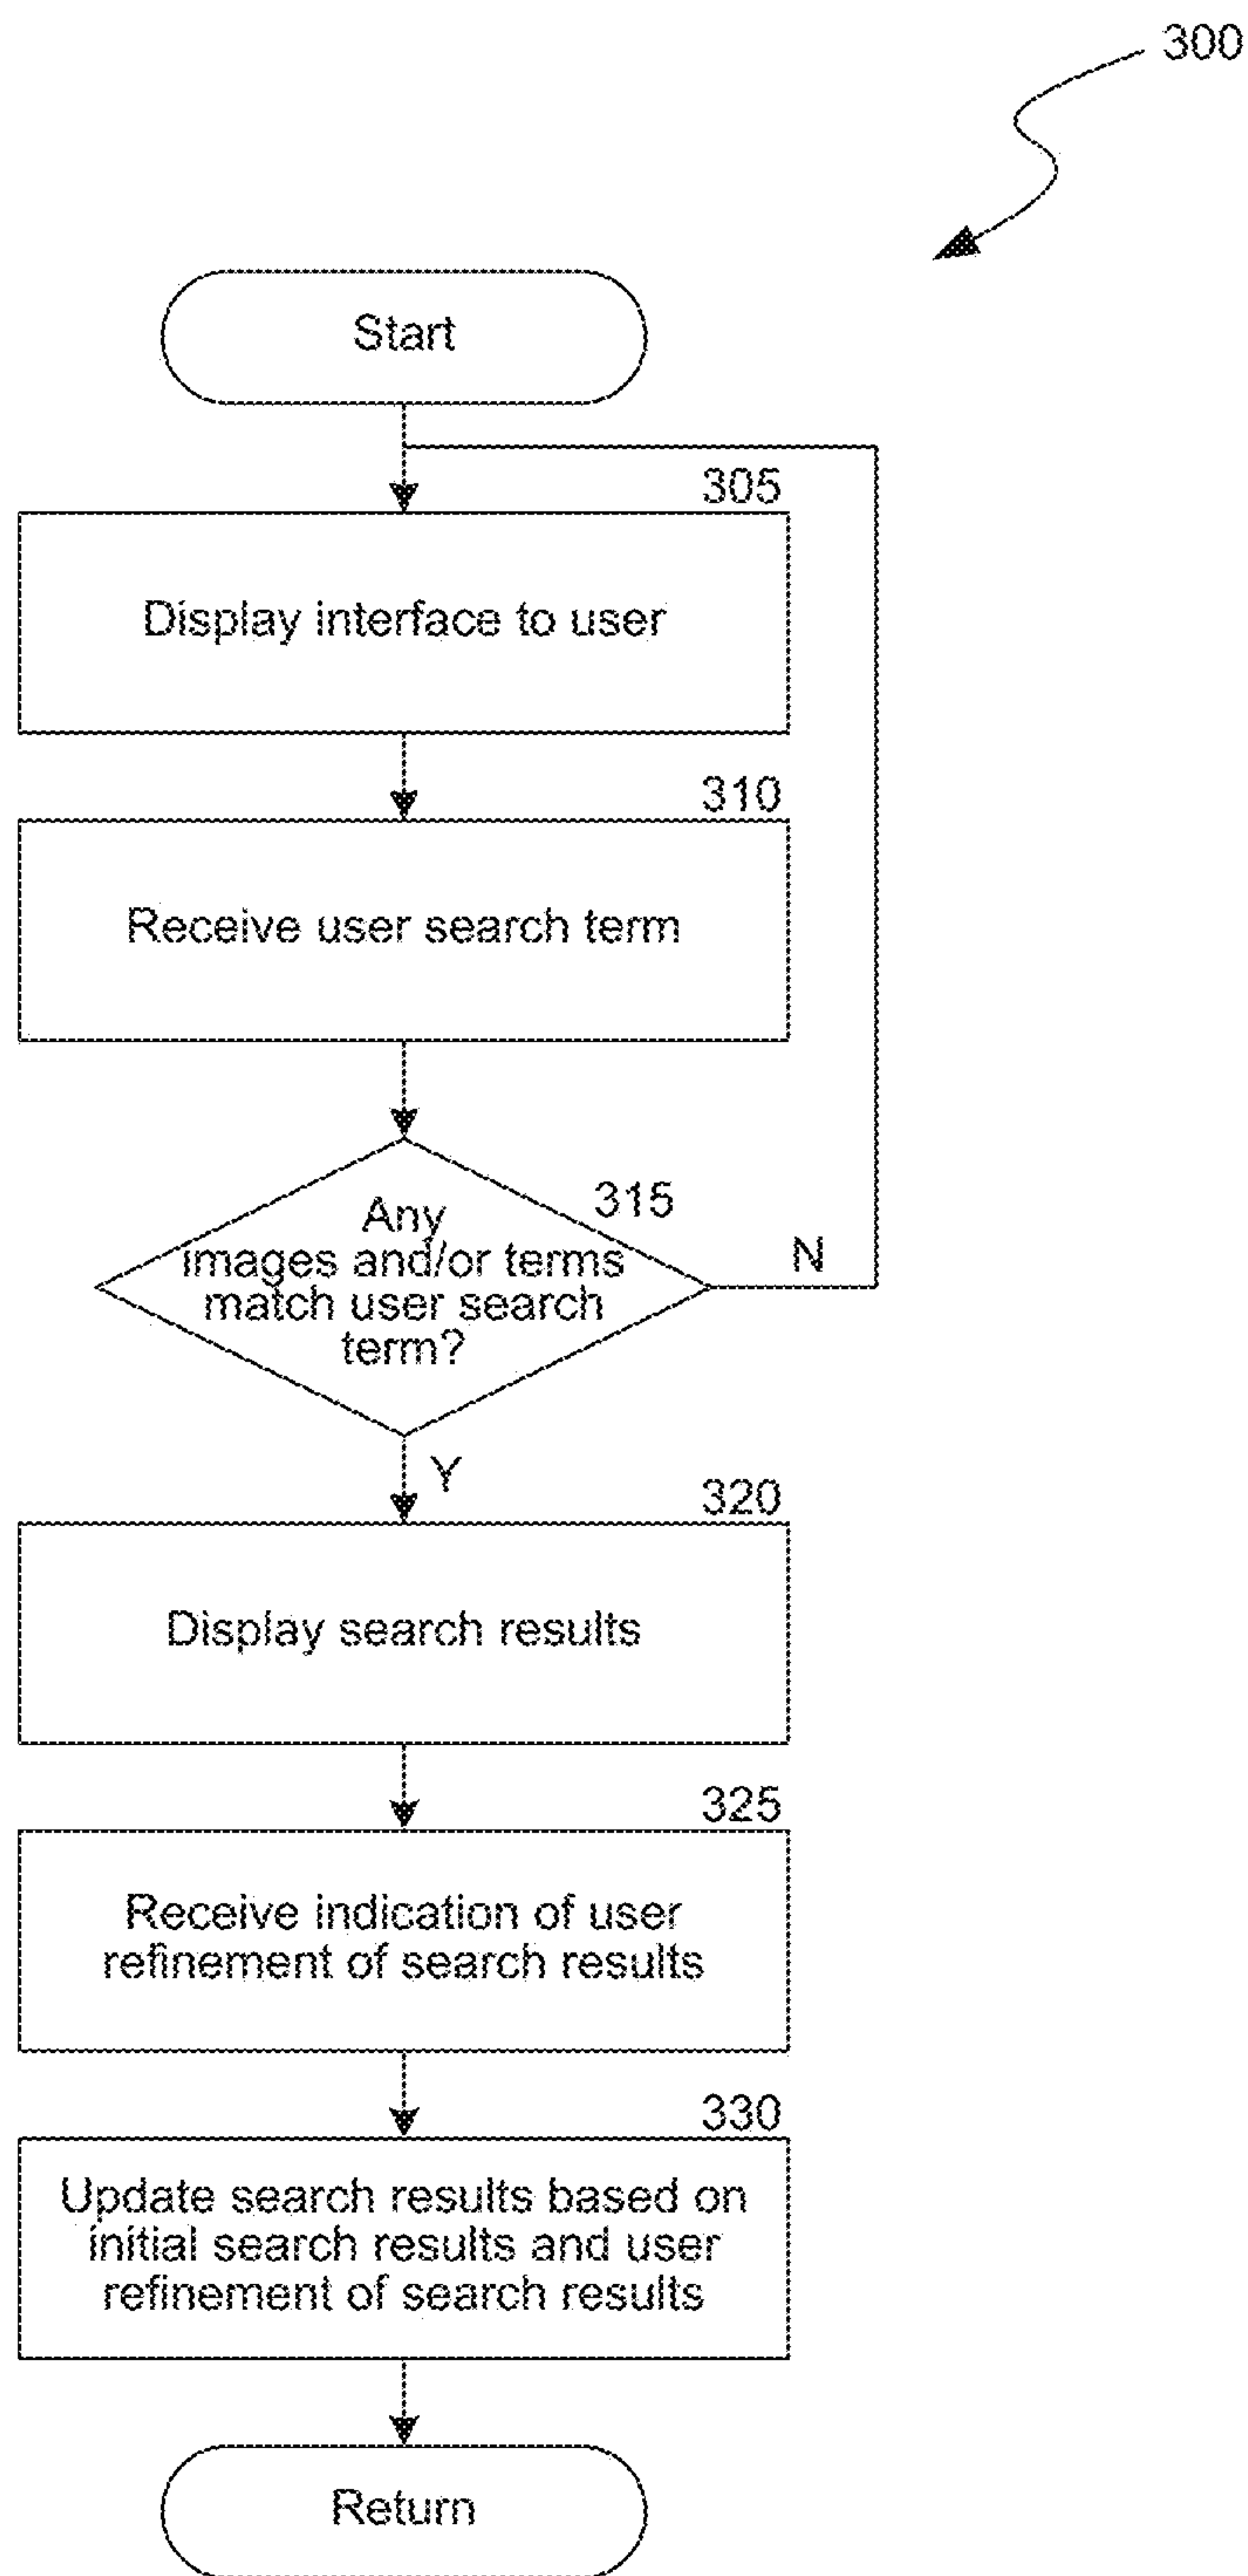 300
Start
305
Display interface to user
310
Receive user search term
315
Any
images and/or terms
match user search
term?
N
Y
320
Display search results
325
Receive indication of user
refinement of search results
330
Update search results based on
initial search results and user
refinement of search results
Return